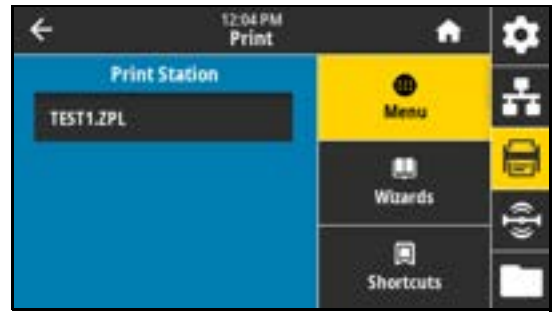 12:04 PM
Print
Print Station
TEST1.ZPL
Menu
Wizards
Shortcuts